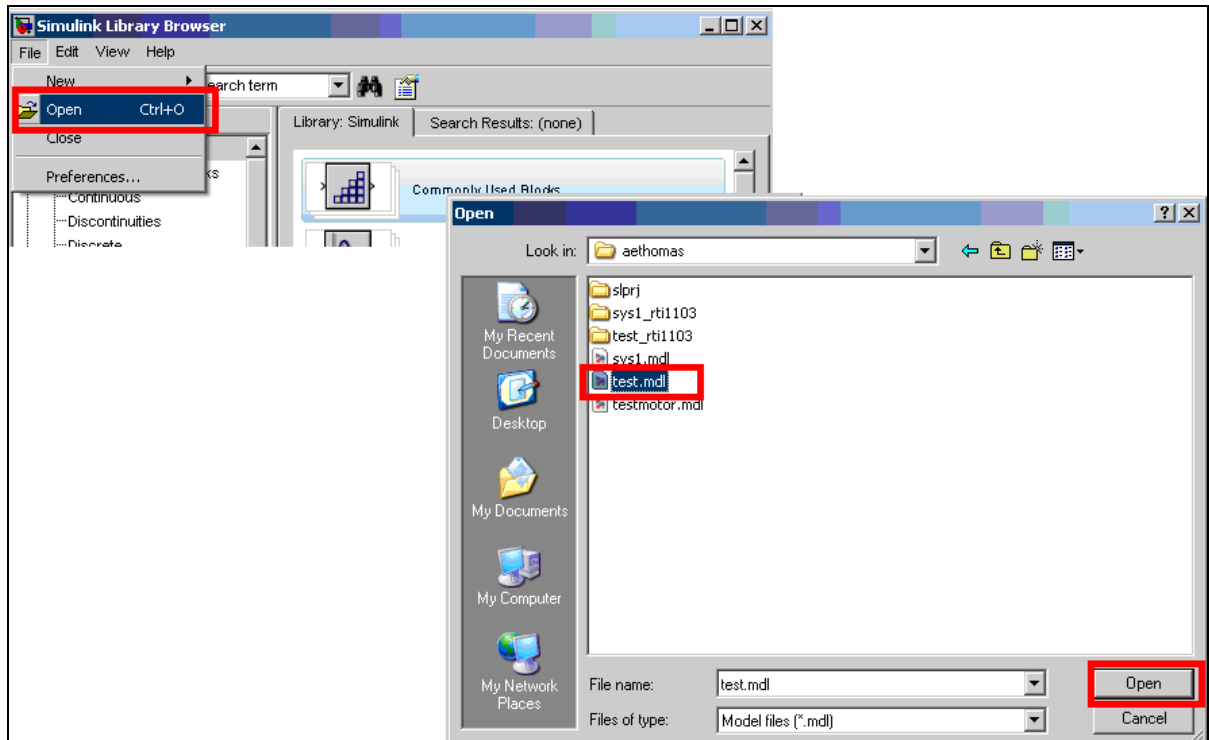 Simulink Library Browser
File Edit View Help
New earch term
Open Ctrl+O
Library: Simulink Search Results: (none)
Close
Preferences...
Commonly Used Blocks
Continuous
Discontinuities
Discrete
Open
Look in: aethomas
slprj
sys1_rti1103
test_rti1103
sys1.mdl
test.mdl
testmotor.mdl
My Recent
Documents
Desktop
My Documents
My Computer
My Network
Places
File name: test.mdl Open
Files of type: Model files (*.mdl) Cancel